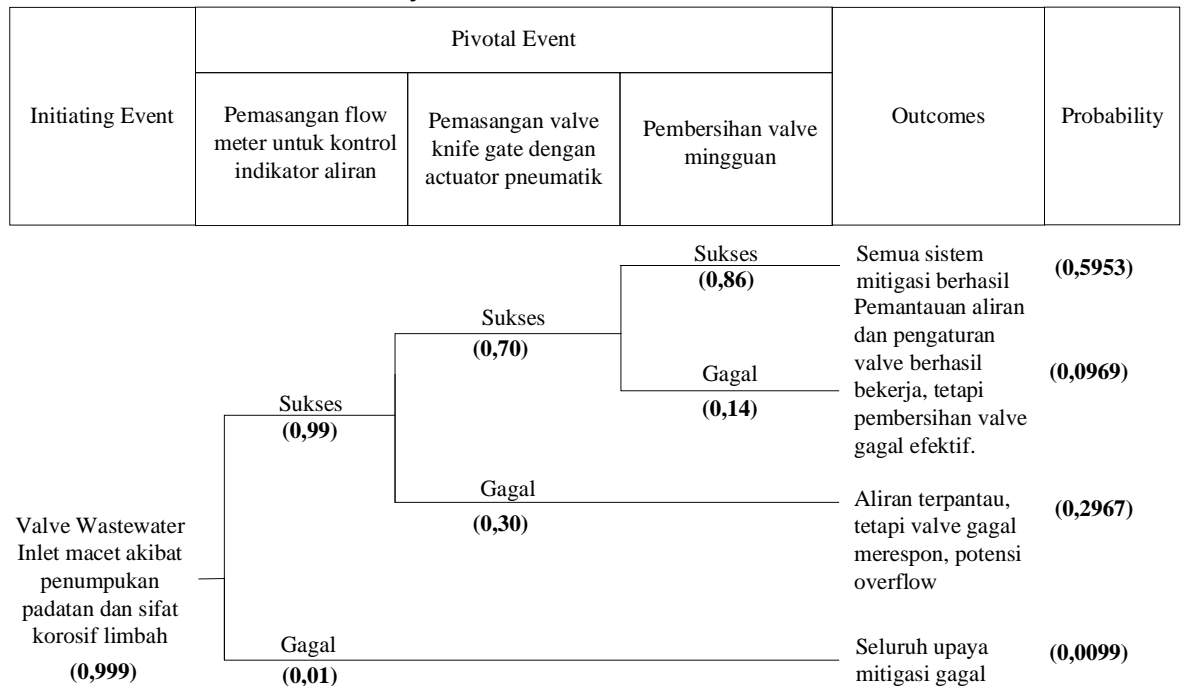 Pivotal Event
Initiating Event
Pemasangan flow
meter untuk kontrol
indikator aliran
Pemasangan valve
knife gate dengan
actuator pneumatik
Pembersihan valve
mingguan
Outcomes
Probability
Sukses
(0,86)
Semua sistem
mitigasi berhasil
(0,5953)
Sukses
(0,70)
Gagal
(0,14)
Pemantauan aliran
dan pengaturan
valve berhasil
bekerja, tetapi
pembersihan valve
gagal efektif.
(0,0969)
Sukses
(0,99)
Gagal
(0,30)
Aliran terpantau,
tetapi valve gagal
merespon, potensi
overflow
(0,2967)
Valve Wastewater
Inlet macet akibat
penumpukan
padatan dan sifat
korosif limbah
(0,999)
Gagal
(0,01)
Seluruh upaya
mitigasi gagal
(0,0099)